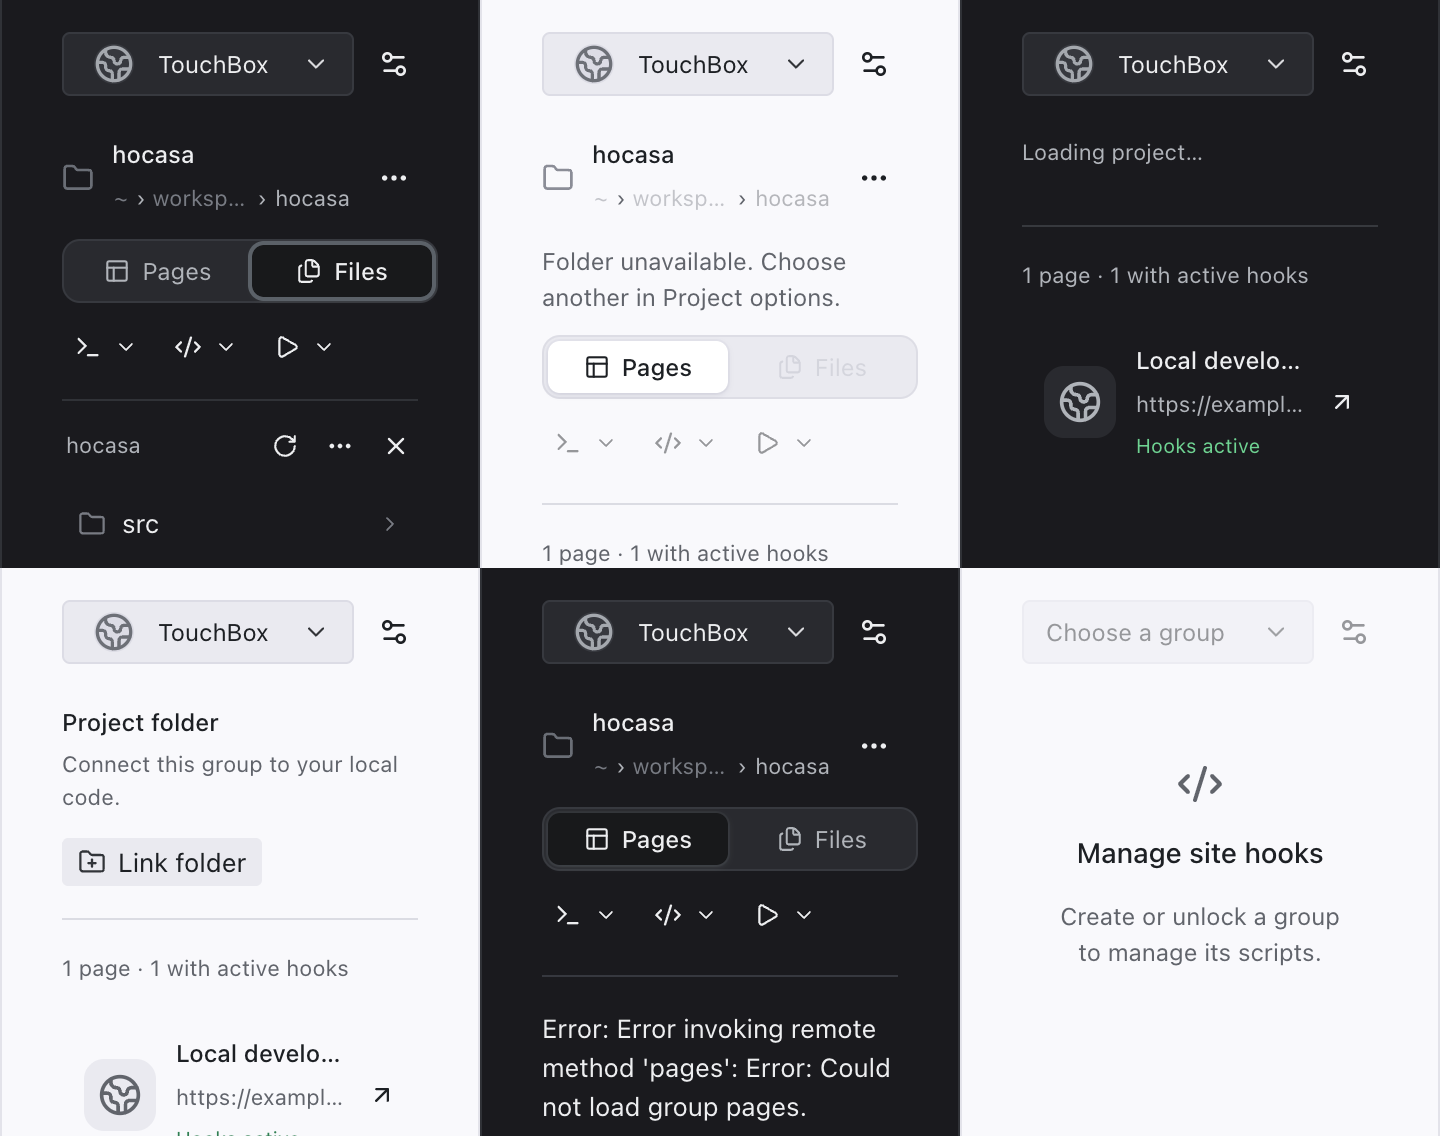 TouchBox
hocasa
~ › worksp... › hocasa
Pages
Files
hocasa
src
TouchBox
hocasa
~ › worksp... › hocasa
Folder unavailable. Choose
another in Project options.
Pages
Files
1 page · 1 with active hooks
TouchBox
Loading project...
1 page · 1 with active hooks
Local develo...
https://exampl...
Hooks active
TouchBox
Project folder
Connect this group to your local
code.
Link folder
1 page · 1 with active hooks
Local develo...
https://exampl...
TouchBox
hocasa
~ › worksp... › hocasa
Pages
Files
Error: Error invoking remote
method 'pages': Error: Could
not load group pages.
Choose a group
Manage site hooks
Create or unlock a group
to manage its scripts.